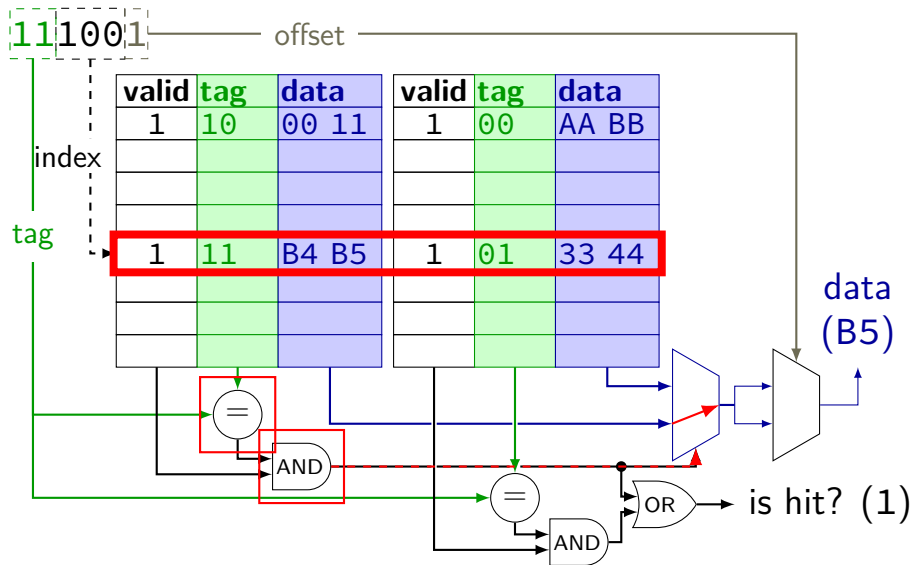 111001 offset
valid tag data valid tag data
1 10 00 11 1 00 AA BB
index
tag
1 11 B4 B5 1 01 33 44
data
(B5)
=
AND
=
OR
is hit? (1)
AND